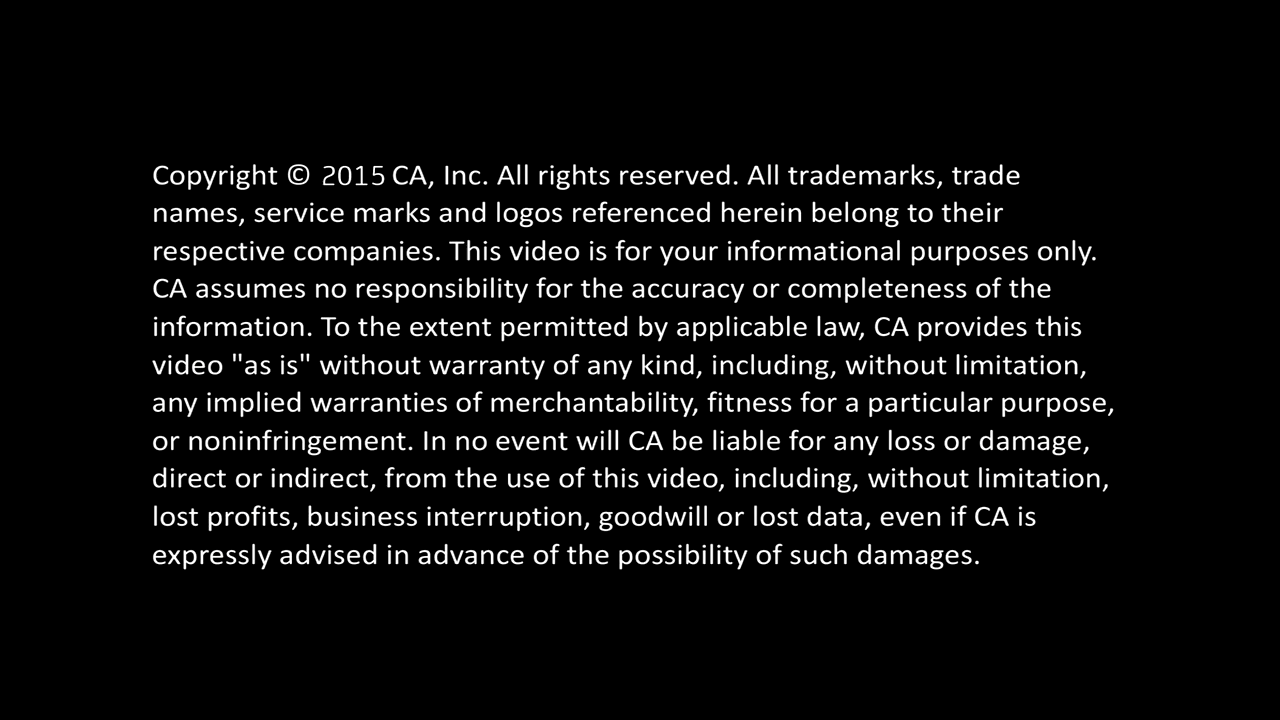 Copyright © 2015 CA, Inc. All rights reserved. All trademarks, trade
names, service marks and logos referenced herein belong to their
respective companies. This video is for your informational purposes only.
CA assumes no responsibility for the accuracy or completeness of the
information. To the extent permitted by applicable law, CA provides this
video "as is" without warranty of any kind, including, without limitation,
any implied warranties of merchantability, fitness for a particular purpose,
or noninfringement. In no event will CA be liable for any loss or damage,
direct or indirect, from the use of this video, including, without limitation,
lost profits, business interruption, goodwill or lost data, even if CA is
expressly advised in advance of the possibility of such damages.